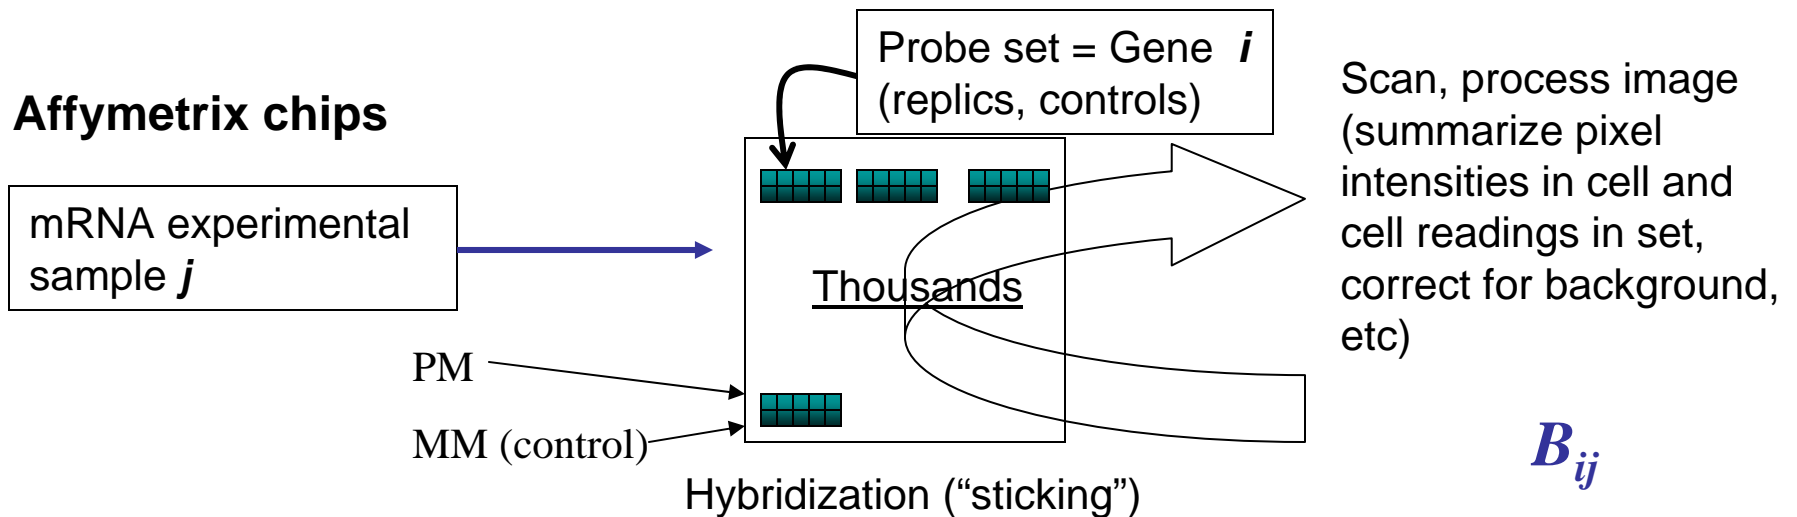 Affymetrix chips
mRNA experimental
sample j
Probe set = Gene i
(replics, controls)
Thousands
PM
MM (control)
Hybridization (“sticking”)
Scan, process image
(summarize pixel
intensities in cell and
cell readings in set,
correct for background,
etc)
Bij